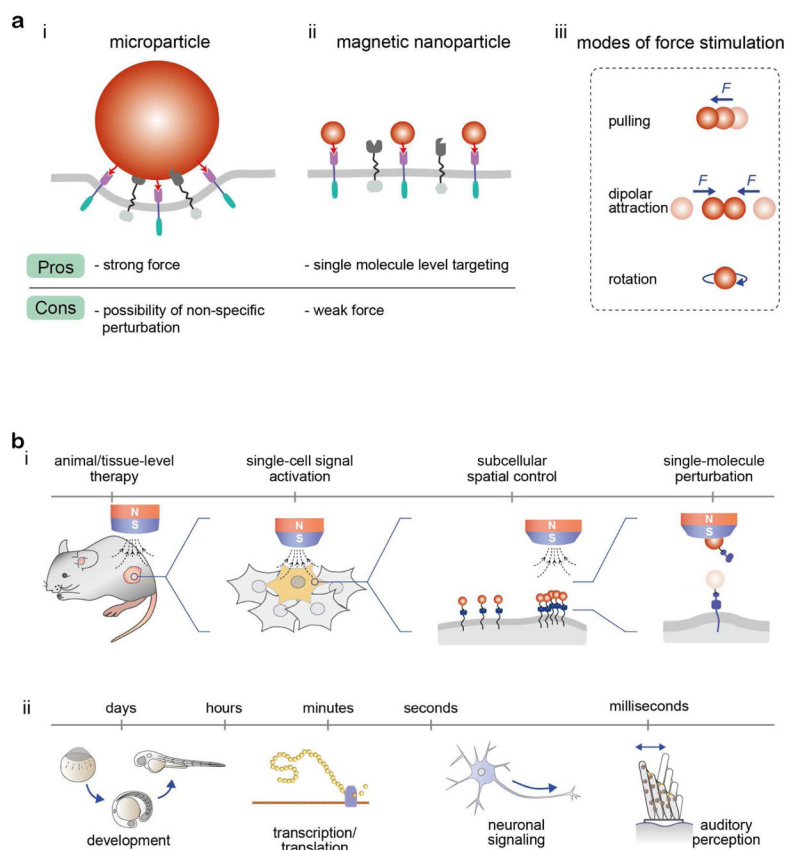 a
i
microparticle
ii
magnetic nanoparticle
iii
modes of force stimulation
pulling
F
dipolar
attraction
F
F
rotation
Pros
- strong force
- single molecule level targeting
Cons
- possibility of non-specific
perturbation
- weak force
b
i
animal/tissue-level
therapy
single-cell signal
activation
subcellular
spatial control
single-molecule
perturbation
N
S
N
S
N
S
N
S
ii
days
hours
minutes
seconds
milliseconds
development
transcription/
translation
neuronal
signaling
auditory
perception